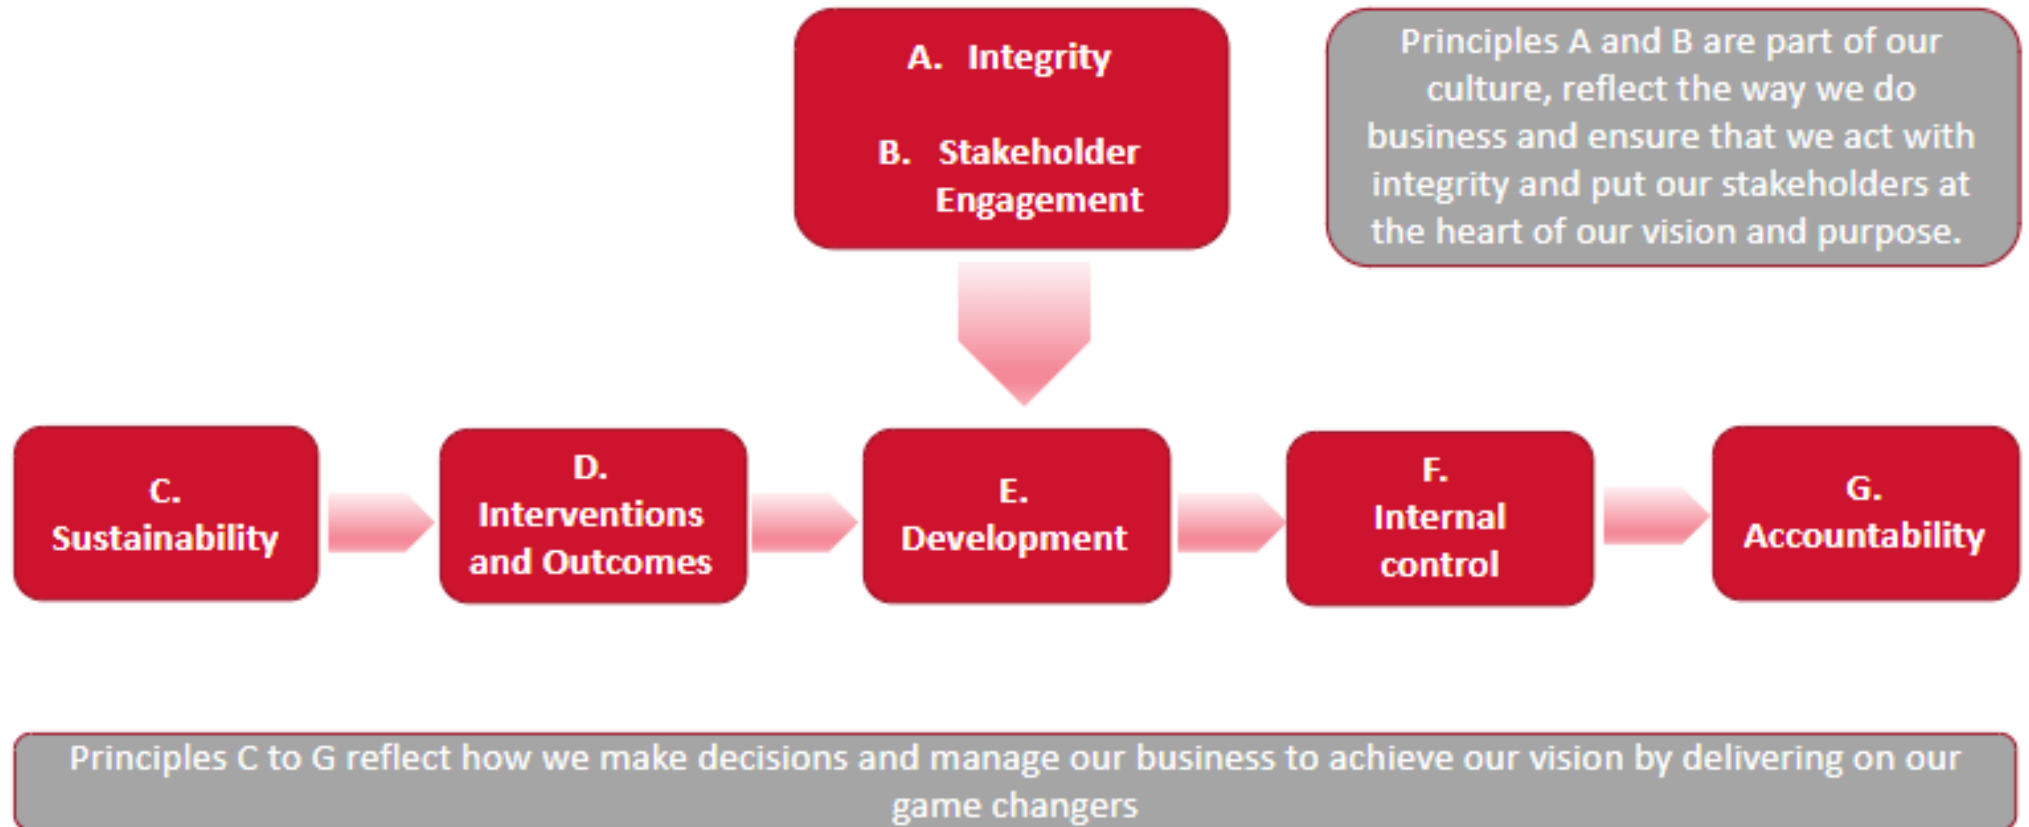 A. Integrity
B. Stakeholder
Engagement
Principles A and B are part of our
culture, reflect the way we do
business and ensure that we act with
integrity and put our stakeholders at
the heart of our vision and purpose.
C.
Sustainability
D.
Interventions
and Outcomes
E.
Development
F.
Internal
control
G.
Accountability
Principles C to G reflect how we make decisions and manage our business to achieve our vision by delivering on our
game changers